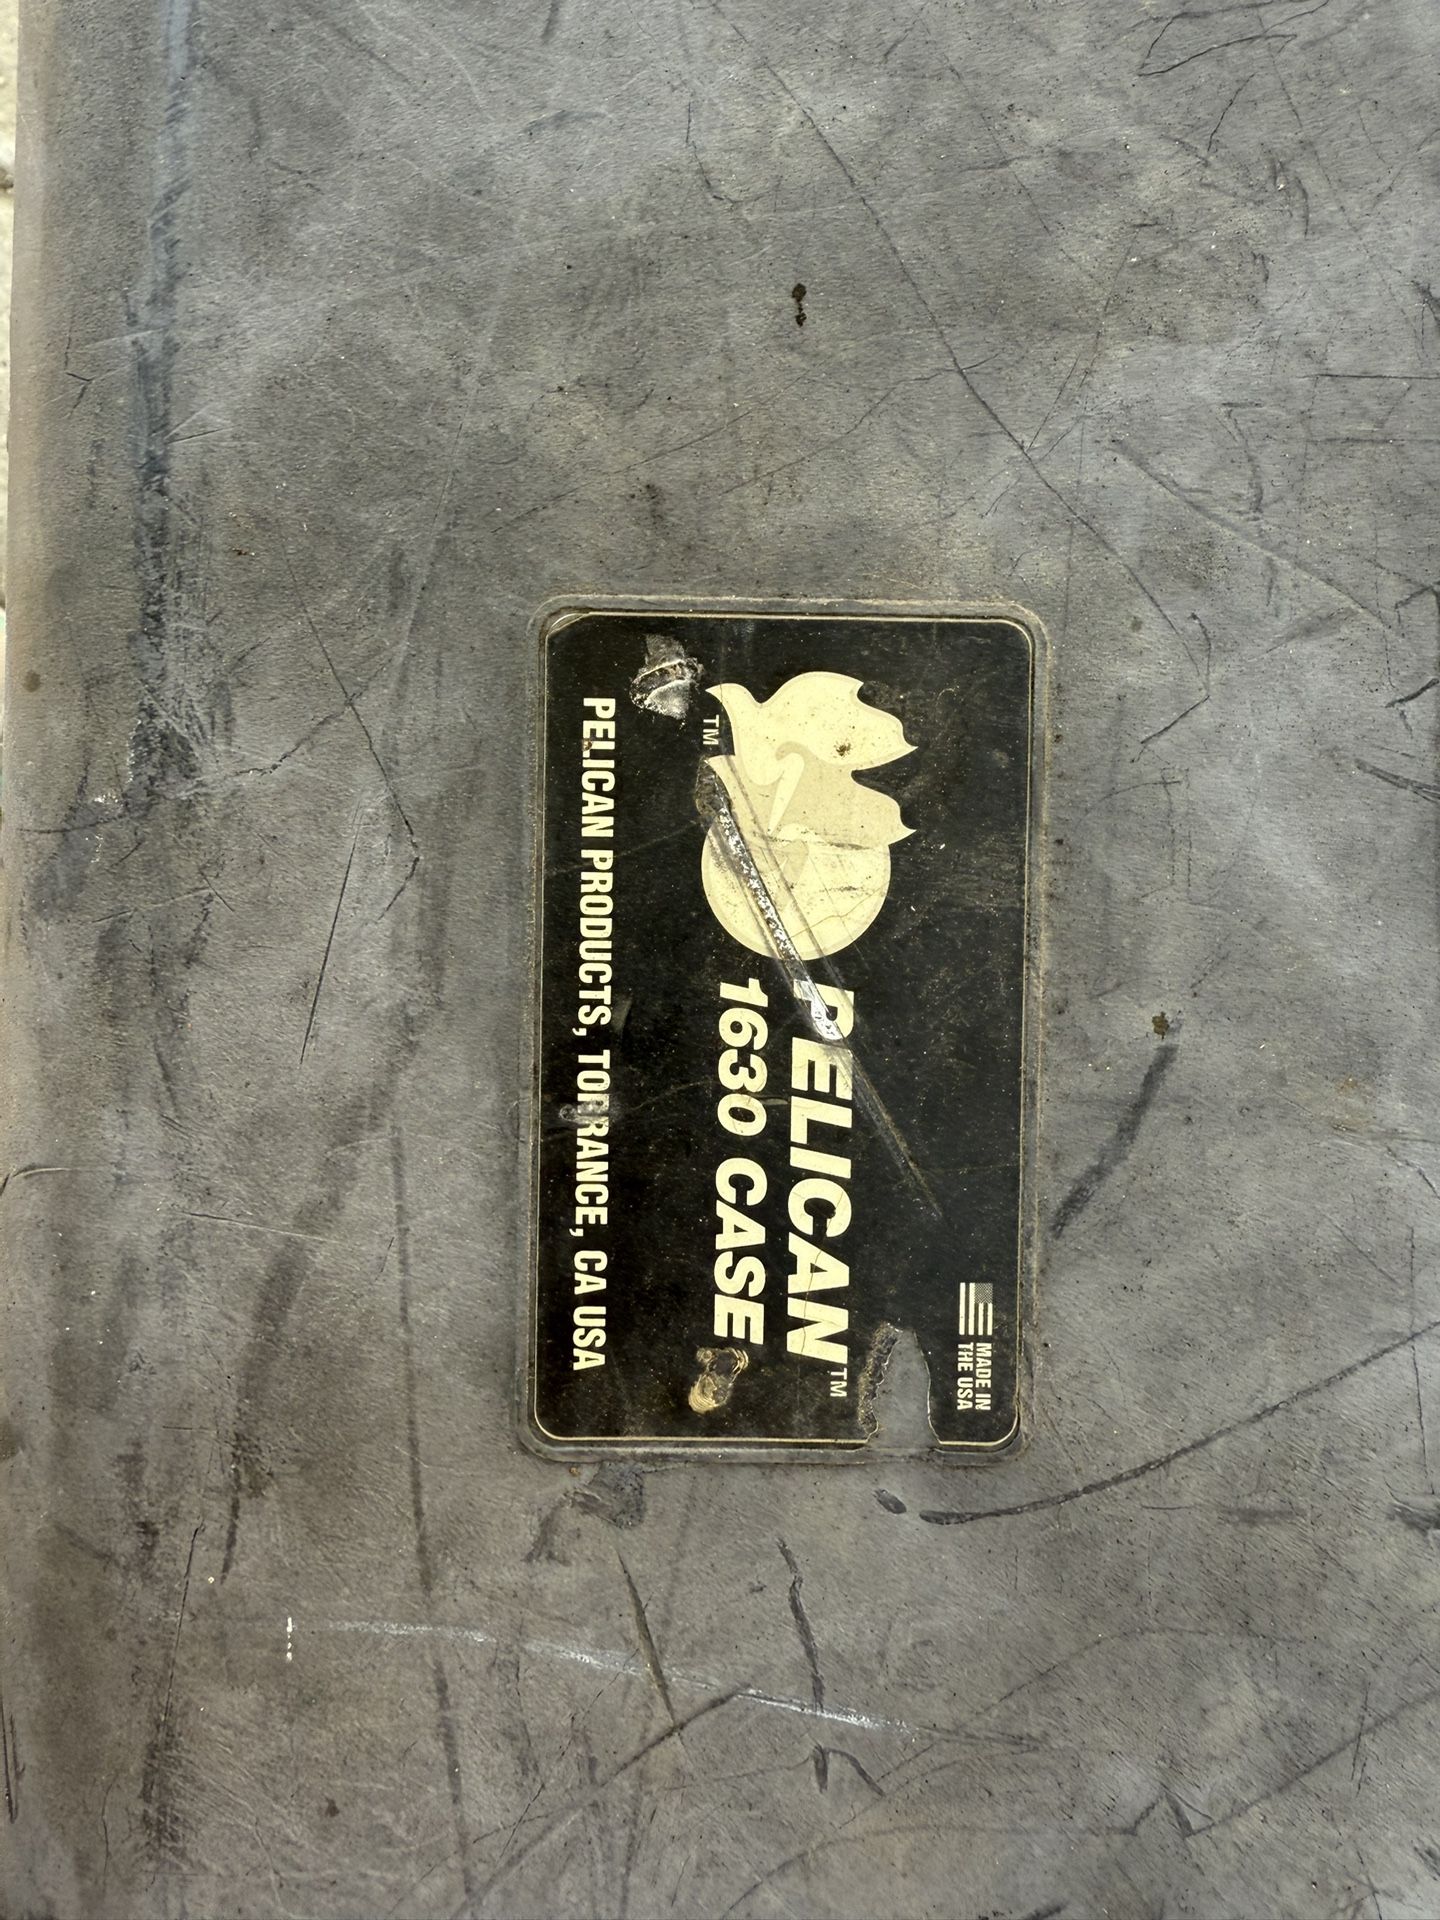 MADE IN
THE USA
PELICAN™
1630 CASE
TM
PELICAN PRODUCTS, TORRANCE, CA USA